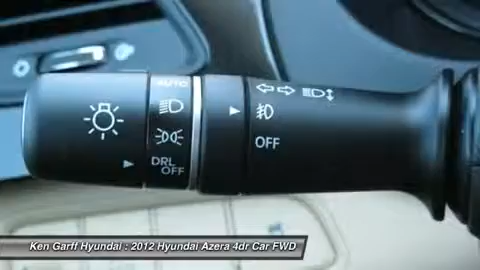 AUTO
DRL
OFF
OFF
Ken Garff Hyundai : 2012 Hyundai Azera 4dr Car FWD